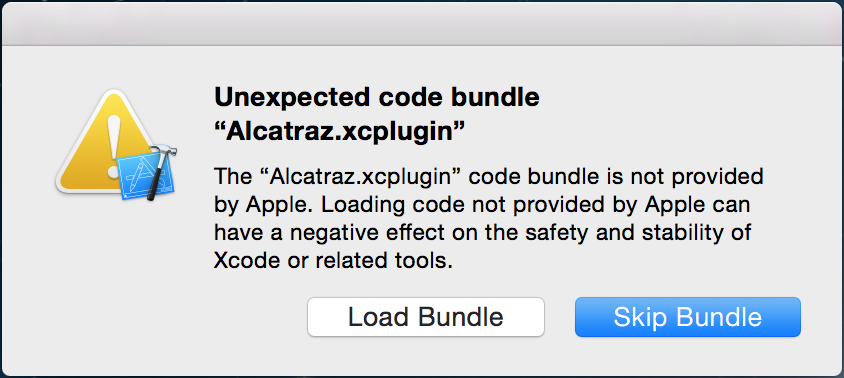 Unexpected code bundle
“Alcatraz.xcplugin”
The “Alcatraz.xcplugin” code bundle is not provided
by Apple. Loading code not provided by Apple can
have a negative effect on the safety and stability of
Xcode or related tools.
Load Bundle
Skip Bundle